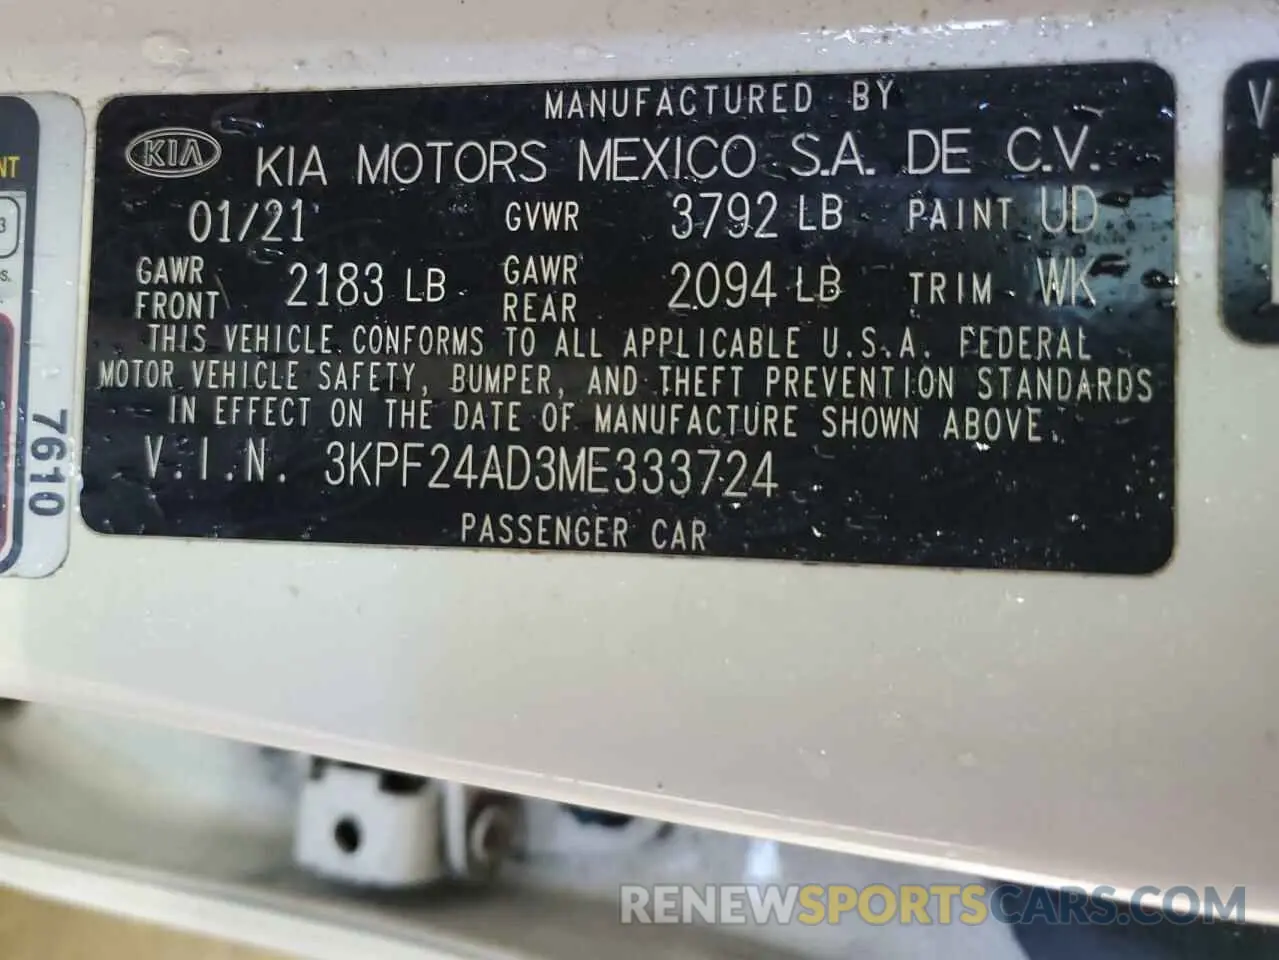 MANUFACTURED BY
KIA KIA MOTORS MEXICO S.A. DE C.V.
01/21 GVWR 3792 LB PAINT UD
GAWR FRONT 2183 LB GAWR REAR 2094 LB TRIM WK
THIS VEHICLE CONFORMS TO ALL APPLICABLE U.S.A. FEDERAL
MOTOR VEHICLE SAFETY, BUMPER, AND THEFT PREVENTION STANDARDS
IN EFFECT ON THE DATE OF MANUFACTURE SHOWN ABOVE.
V.I.N. 3KPF24AD3ME333724
PASSENGER CAR
NT
3
7610
V
RENEWSPORTSCARS.COM